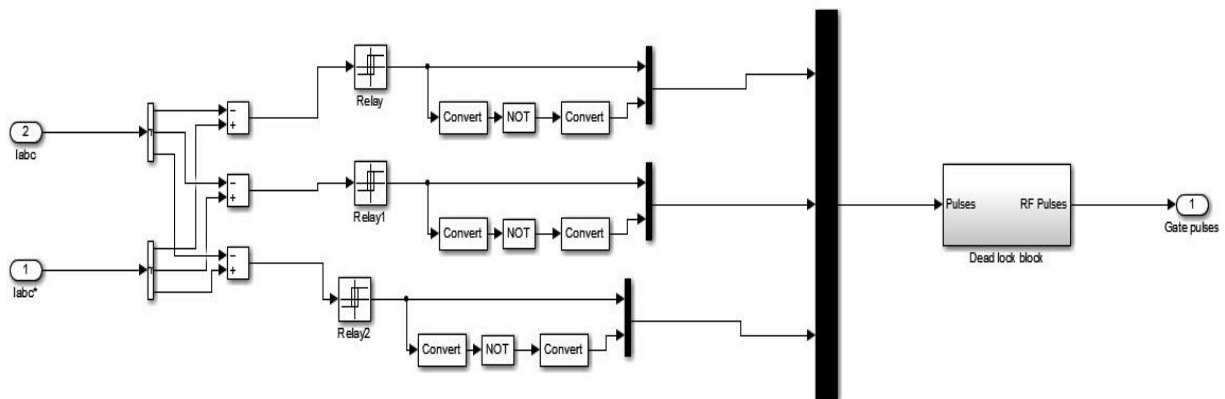 Relay
Convert
NOT
Convert
2
Iabc
Relay1
Convert
NOT
Convert
1
Iabc*
Relay2
Convert
NOT
Convert
Pulses
RF Pulses
Dead lock block
1
Gate pulses